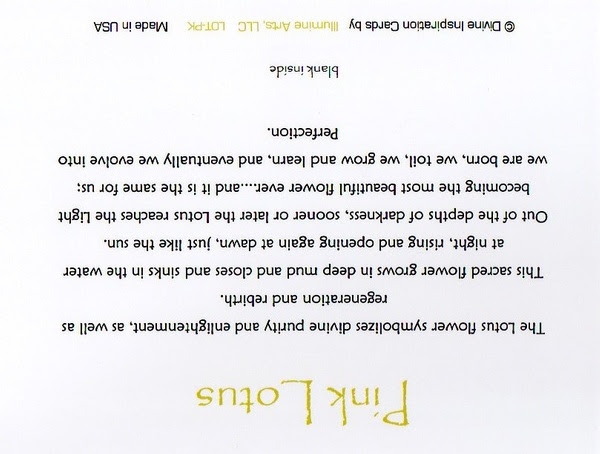 Pink Lotus
The Lotus flower symbolizes divine purity and enlightenment, as well as
regeneration and rebirth.
This sacred flower grows in deep mud and closes and sinks in the water
at night, rising and opening again at dawn, just like the sun.
Out of the depths of darkness, sooner or later the Lotus reaches the Light
becoming the most beautiful flower ever....and it is the same for us;
we are born, we toil, we grow and learn, and eventually we evolve into
Perfection.
blank inside
© Divine Inspiration Cards by Illumine Arts, LLC LOT-PK Made in USA